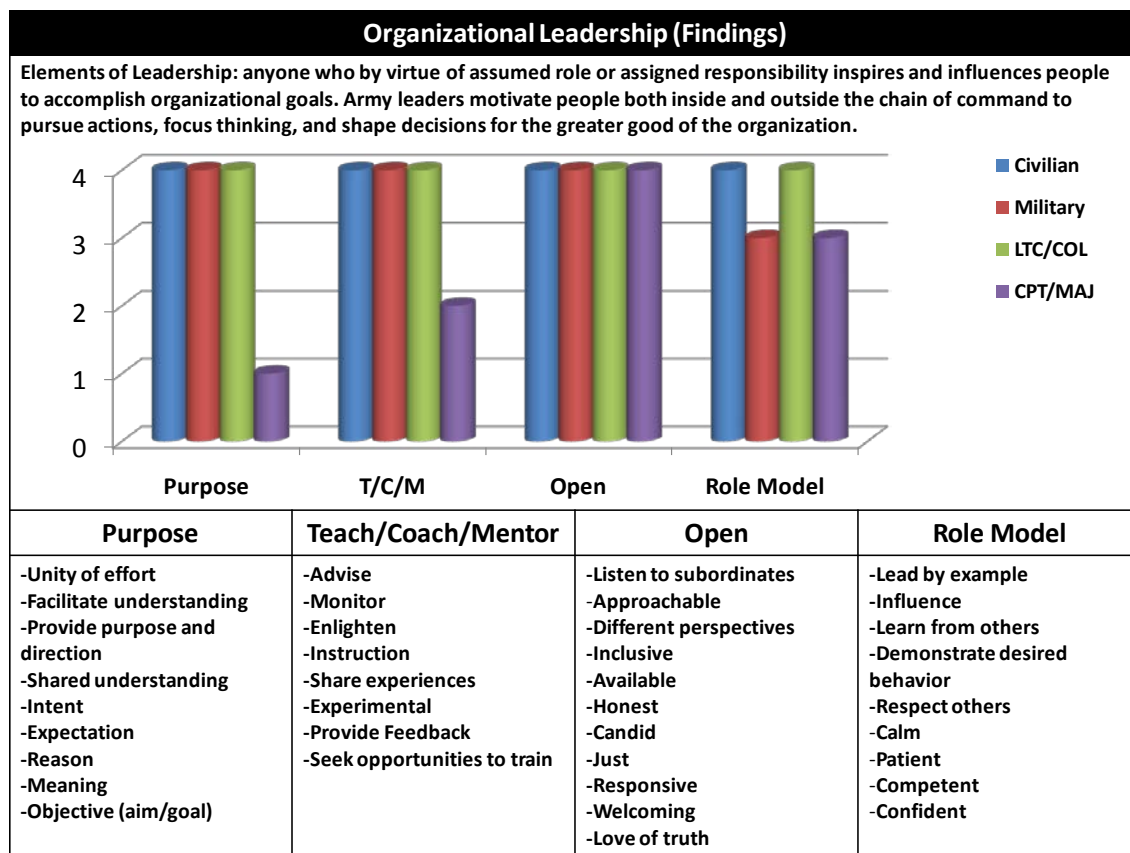 Organizational Leadership (Findings)
Elements of Leadership: anyone who by virtue of assumed role or assigned responsibility inspires and influences people
to accomplish organizational goals. Army leaders motivate people both inside and outside the chain of command to
pursue actions, focus thinking, and shape decisions for the greater good of the organization.
4
3
2
1
0
Purpose T/C/M Open Role Model
Civilian
Military
LTC/COL
CPT/MAJ
Purpose
-Unity of effort
-Facilitate understanding
-Provide purpose and
direction
-Shared understanding
-Intent
-Expectation
-Reason
-Meaning
-Objective (aim/goal)
Teach/Coach/Mentor
-Advise
-Monitor
-Enlighten
-Instruction
-Share experiences
-Experimental
-Provide Feedback
-Seek opportunities to train
Open
-Listen to subordinates
-Approachable
-Different perspectives
-Inclusive
-Available
-Honest
-Candid
-Just
-Responsive
-Welcoming
-Love of truth
Role Model
-Lead by example
-Influence
-Learn from others
-Demonstrate desired
behavior
-Respect others
-Calm
-Patient
-Competent
-Confident